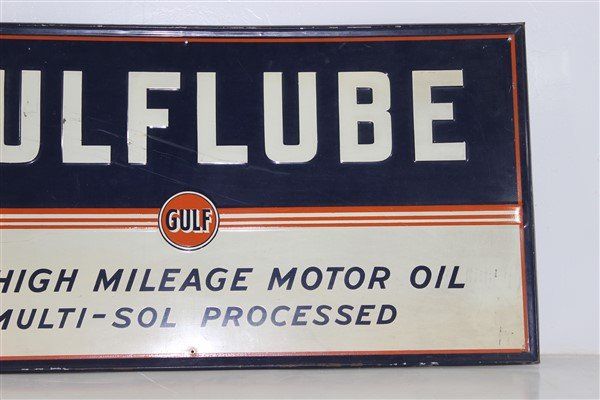 ULFLUBE
GULF
HIGH MILEAGE MOTOR OIL
MULTI-SOL PROCESSED